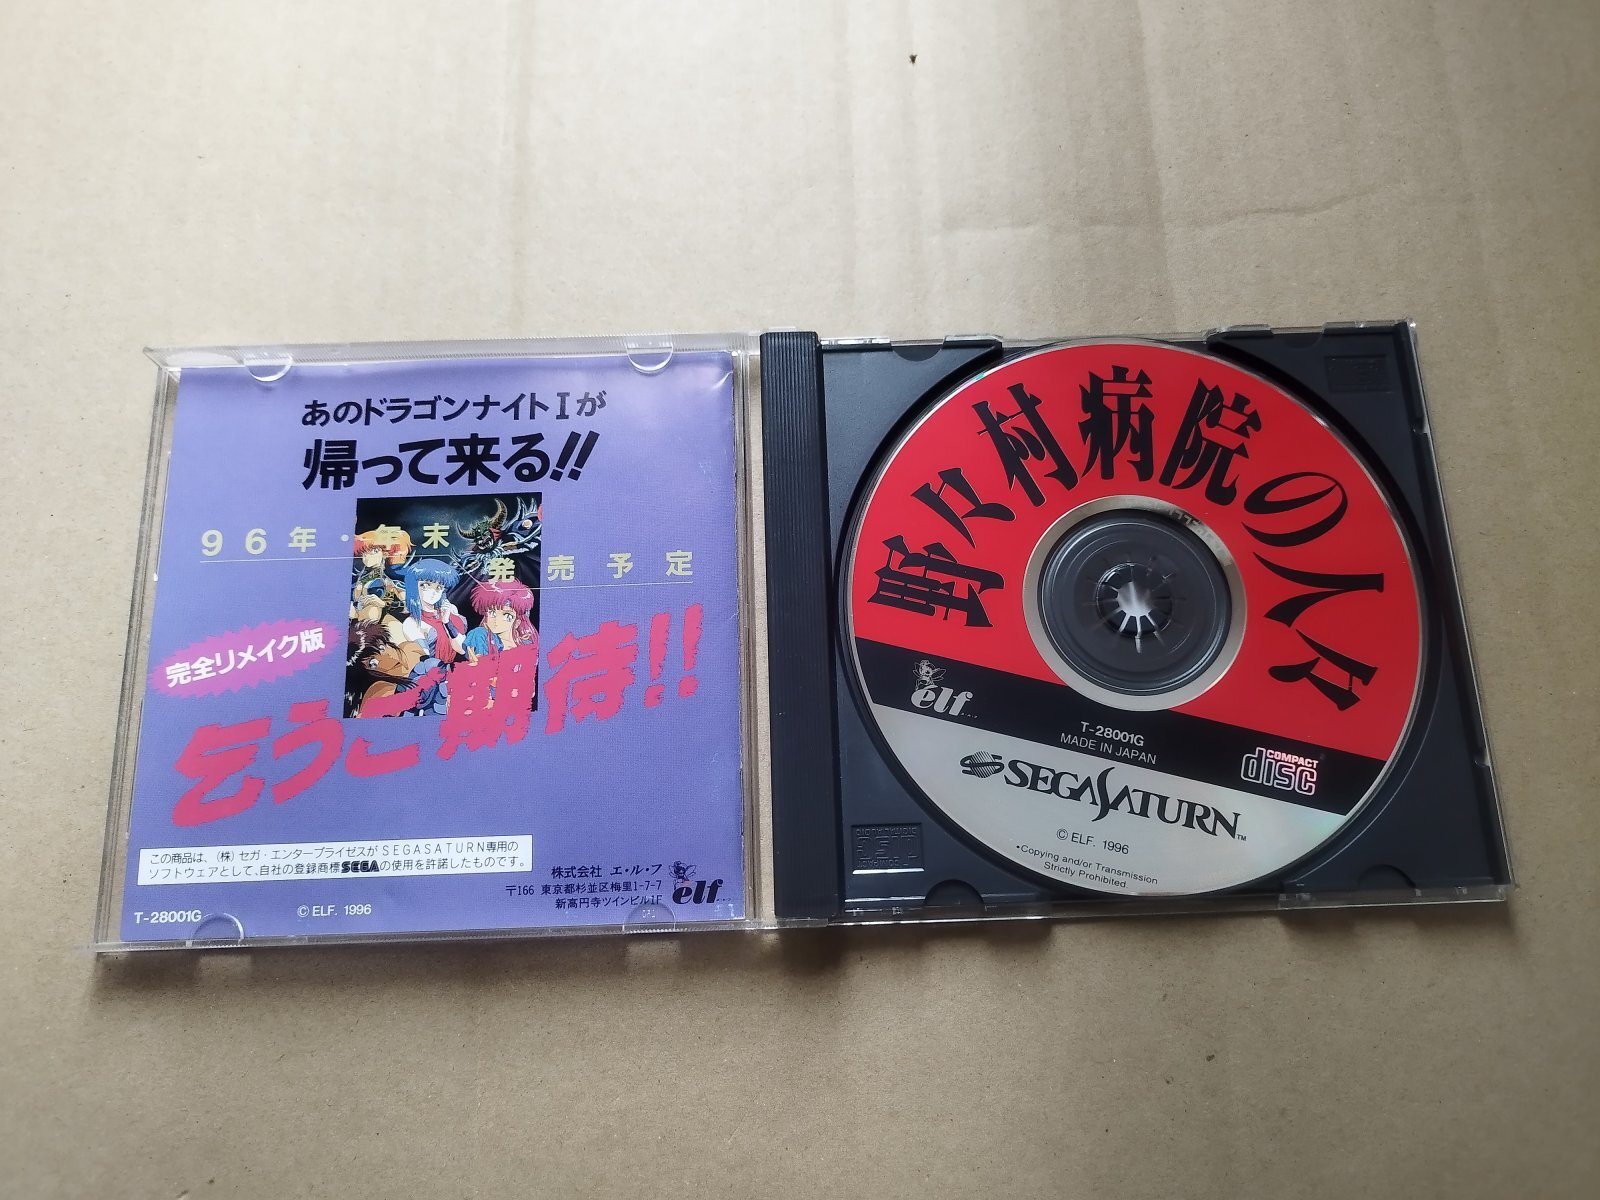 あのドラゴンナイトIが
帰って来る!!
96年・年末
発売予定
完全リメイク版
乞うご期待!!
この商品は、(株)セガ・エンタープライゼスがSEGASATURN専用の
ソフトウェアとして、自社の登録商標SEGAの使用を許諾したものです。
株式会社 エ・ル・フ
〒166 東京都杉並区梅里1-7-7
新高円寺ツインビル1F
elf
T-28001G
© ELF. 1996
野々村病院の人々
elf
T-28001G
MADE IN JAPAN
COMPACT
disc
SEGASATURN™
© ELF. 1996
•Copying and/or Transmission
Strictly Prohibited.
COMPACT
disc
DIGITAL AUDIO